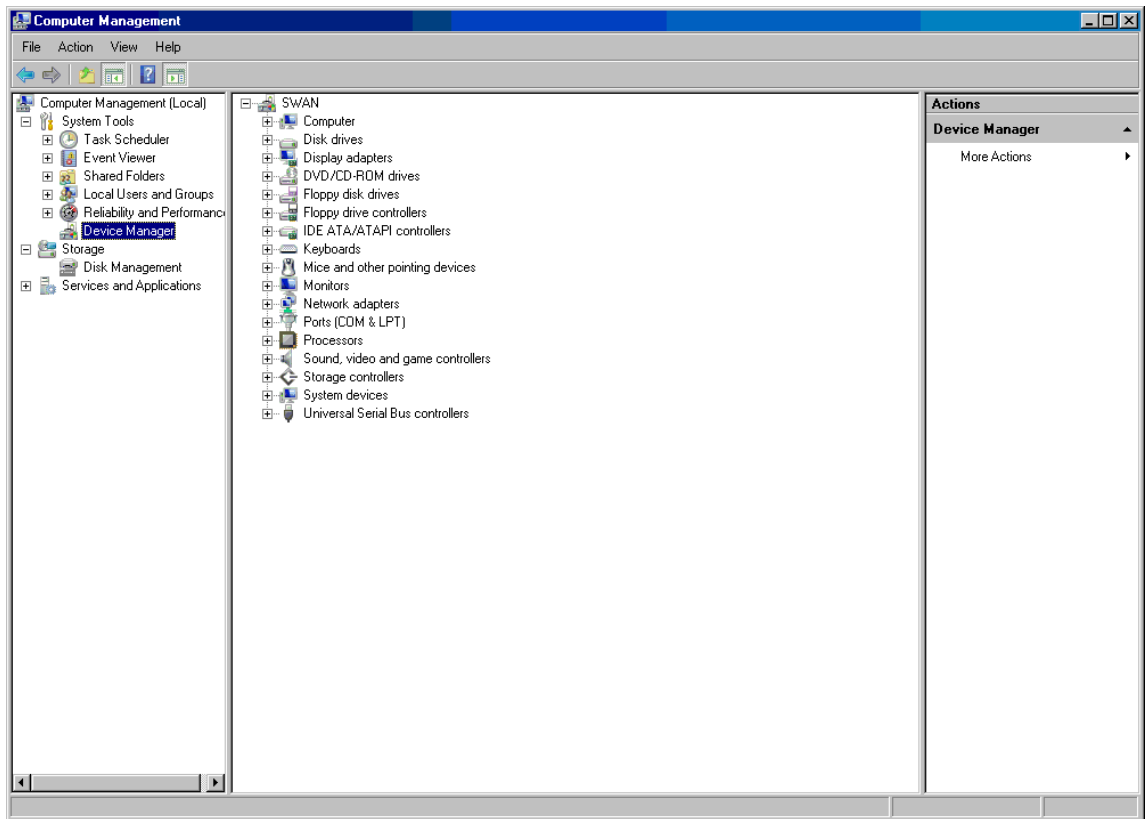 Computer Management
File Action View Help
Computer Management (Local)
System Tools
Task Scheduler
Event Viewer
Shared Folders
Local Users and Groups
Reliability and Performanc
Device Manager
Storage
Disk Management
Services and Applications
SWAN
Computer
Disk drives
Display adapters
DVD/CD-ROM drives
Floppy disk drives
Floppy drive controllers
IDE ATA/ATAPI controllers
Keyboards
Mice and other pointing devices
Monitors
Network adapters
Ports (COM & LPT)
Processors
Sound, video and game controllers
Storage controllers
System devices
Universal Serial Bus controllers
Actions
Device Manager
More Actions